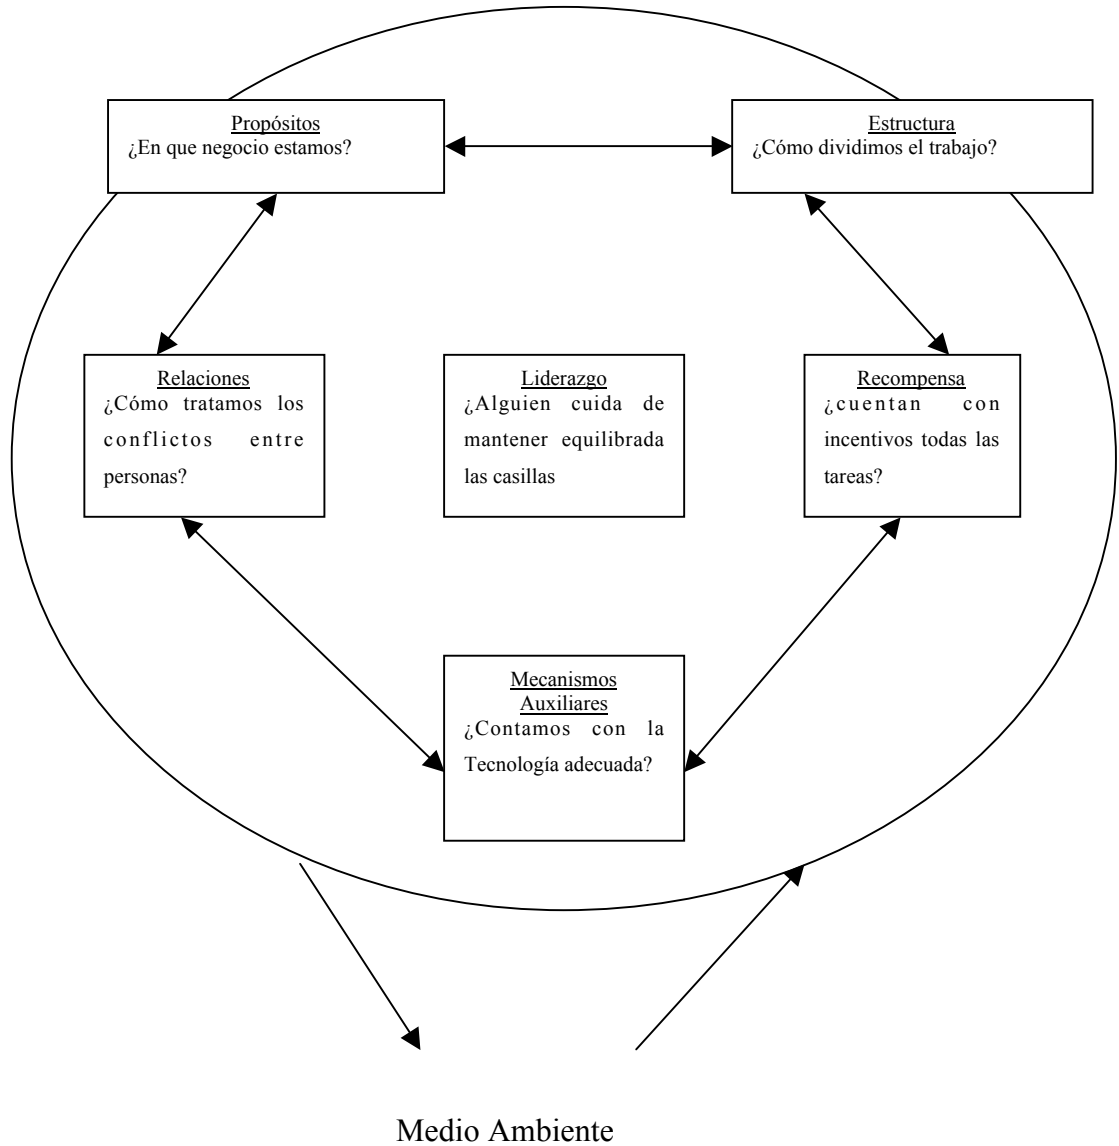 Propósitos
¿En que negocio estamos?
Estructura
¿Cómo dividimos el trabajo?
Relaciones
¿Cómo tratamos los
conflictos entre
personas?
Liderazgo
¿Alguien cuida de
mantener equilibrada
las casillas
Recompensa
¿cuentan con
incentivos todas las
tareas?
Mecanismos
Auxiliares
¿Contamos con la
Tecnología adecuada?
Medio Ambiente